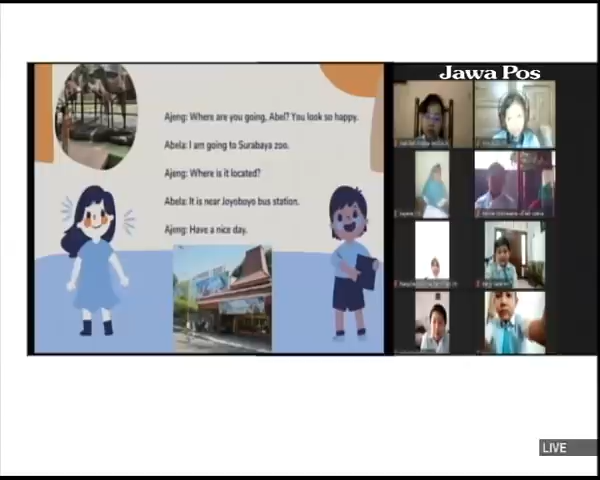 Jawa Pos
Ajeng: Where are you going, Abel? You look so happy.
Abela: I am going to Surabaya zoo.
Ajeng: Where is it located?
Abela: It is near Joyoboyo bus station.
Ajeng: Have a nice day.
LIVE